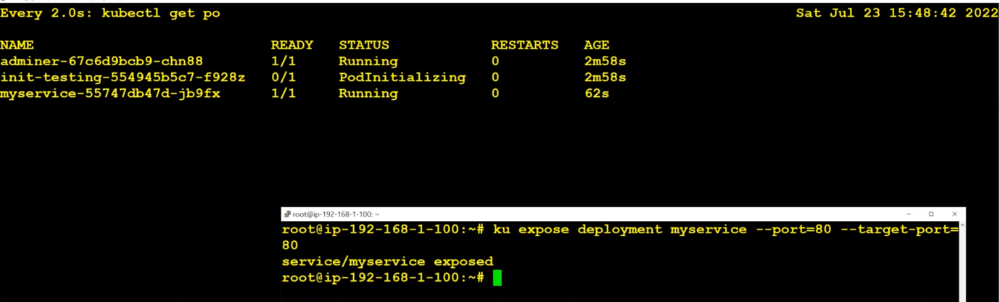 Every 2.0s: kubectl get po Sat Jul 23 15:48:42 2022
NAME READY STATUS RESTARTS AGE
adminer-67c6d9bcb9-chn88 1/1 Running 0 2m58s
init-testing-554945b5c7-f928z 0/1 PodInitializing 0 2m58s
myservice-55747db47d-jb9fx 1/1 Running 0 62s
root@ip-192-168-1-100: ~
root@ip-192-168-1-100:~# ku expose deployment myservice --port=80 --target-port=
80
service/myservice exposed
root@ip-192-168-1-100:~#